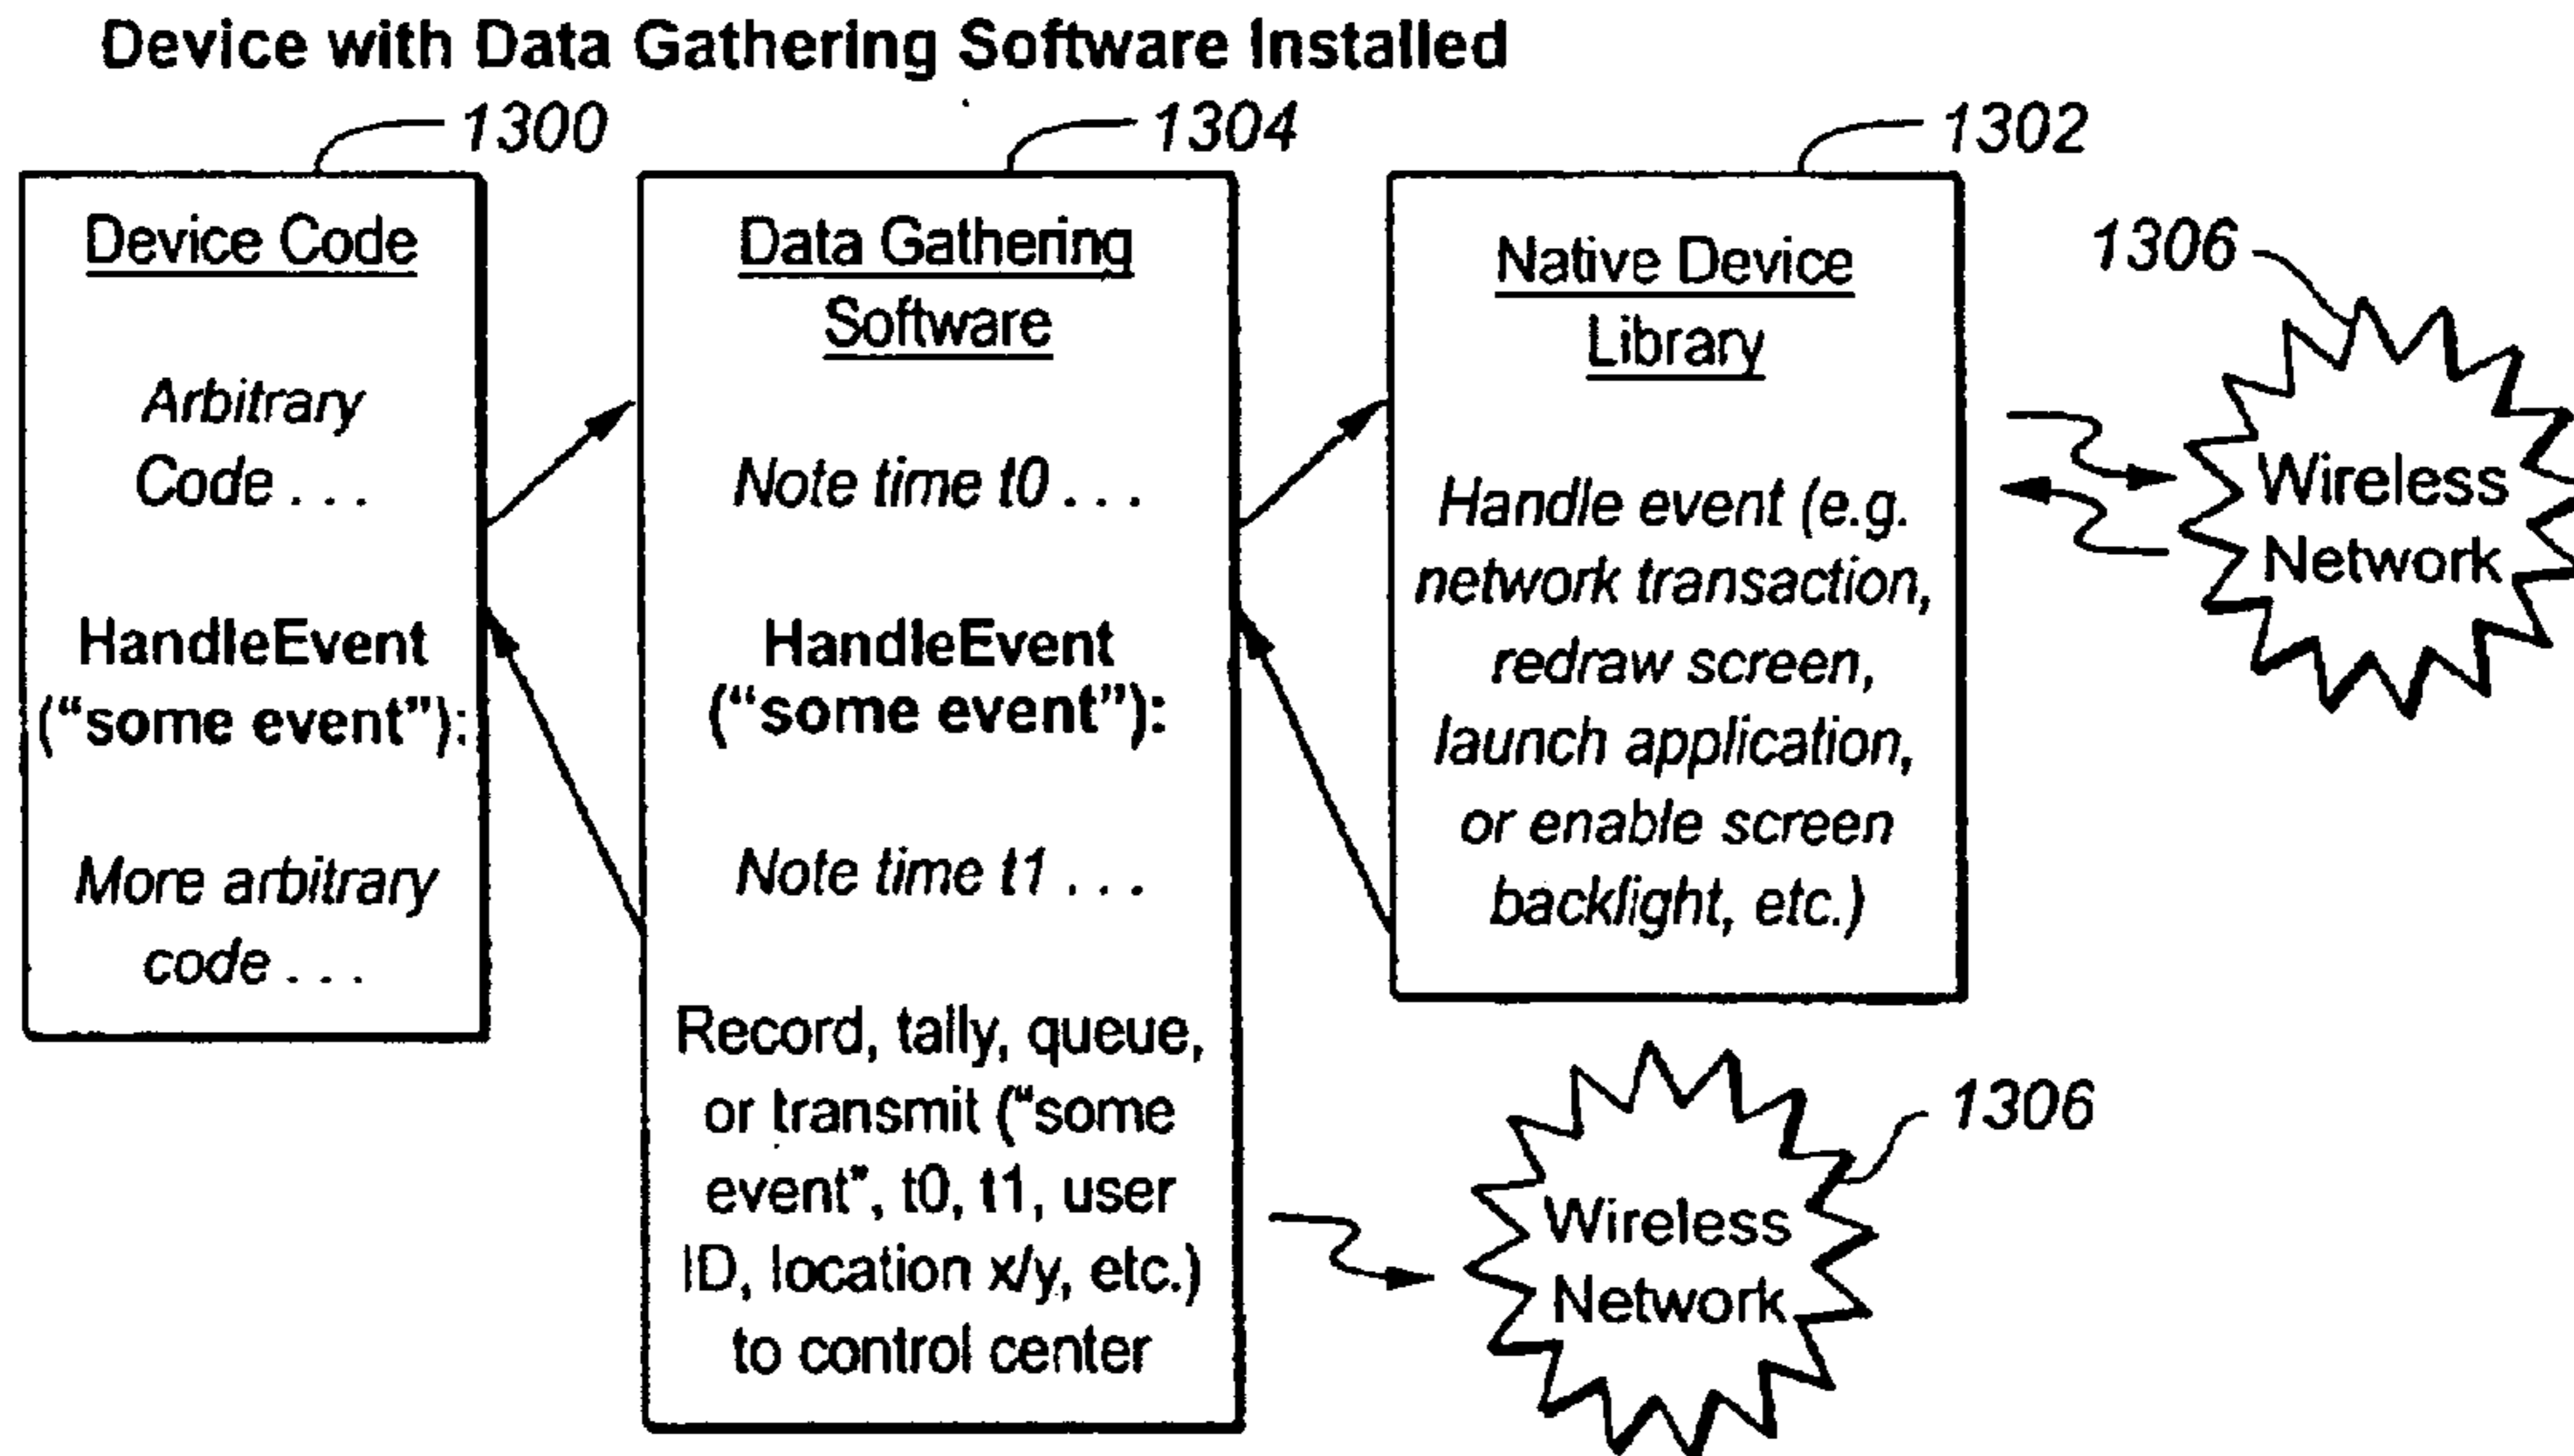 Device with Data Gathering Software Installed
1300
Device Code
Arbitrary
Code . . .
HandleEvent
(“some event”):
More arbitrary
code . . .
1304
Data Gathering
Software
Note time t0 . . .
HandleEvent
(“some event”):
Note time t1 . . .
Record, tally, queue,
or transmit (“some
event”, t0, t1, user
ID, location x/y, etc.)
to control center
1302
Native Device
Library
Handle event (e.g.
network transaction,
redraw screen,
launch application,
or enable screen
backlight, etc.)
1306
Wireless
Network
1306
Wireless
Network